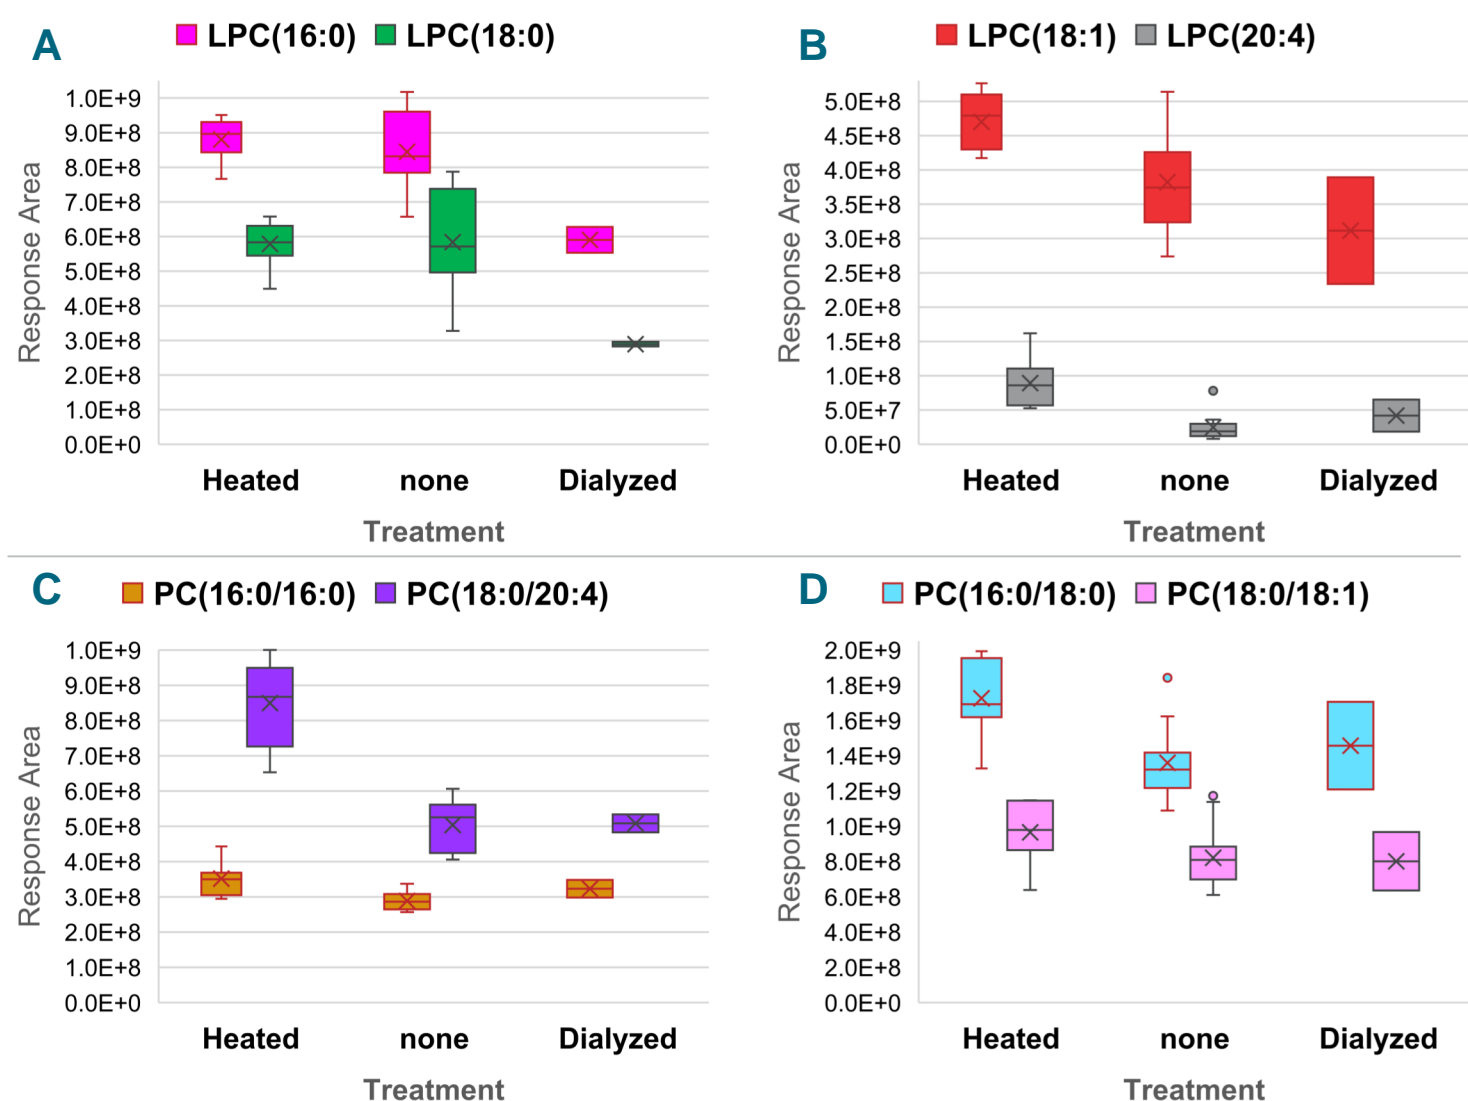 A
LPC(16:0) LPC(18:0)
1.0E+9
9.0E+8
8.0E+8
7.0E+8
6.0E+8
5.0E+8
4.0E+8
3.0E+8
2.0E+8
1.0E+8
0.0E+0
Response Area
Heated none Dialyzed
Treatment
B
LPC(18:1) LPC(20:4)
5.0E+8
4.5E+8
4.0E+8
3.5E+8
3.0E+8
2.5E+8
2.0E+8
1.5E+8
1.0E+8
5.0E+7
0.0E+0
Response Area
Heated none Dialyzed
Treatment
C
PC(16:0/16:0) PC(18:0/20:4)
1.0E+9
9.0E+8
8.0E+8
7.0E+8
6.0E+8
5.0E+8
4.0E+8
3.0E+8
2.0E+8
1.0E+8
0.0E+0
Response Area
Heated none Dialyzed
Treatment
D
PC(16:0/18:0) PC(18:0/18:1)
2.0E+9
1.8E+9
1.6E+9
1.4E+9
1.2E+9
1.0E+9
8.0E+8
6.0E+8
4.0E+8
2.0E+8
0.0E+0
Response Area
Heated none Dialyzed
Treatment